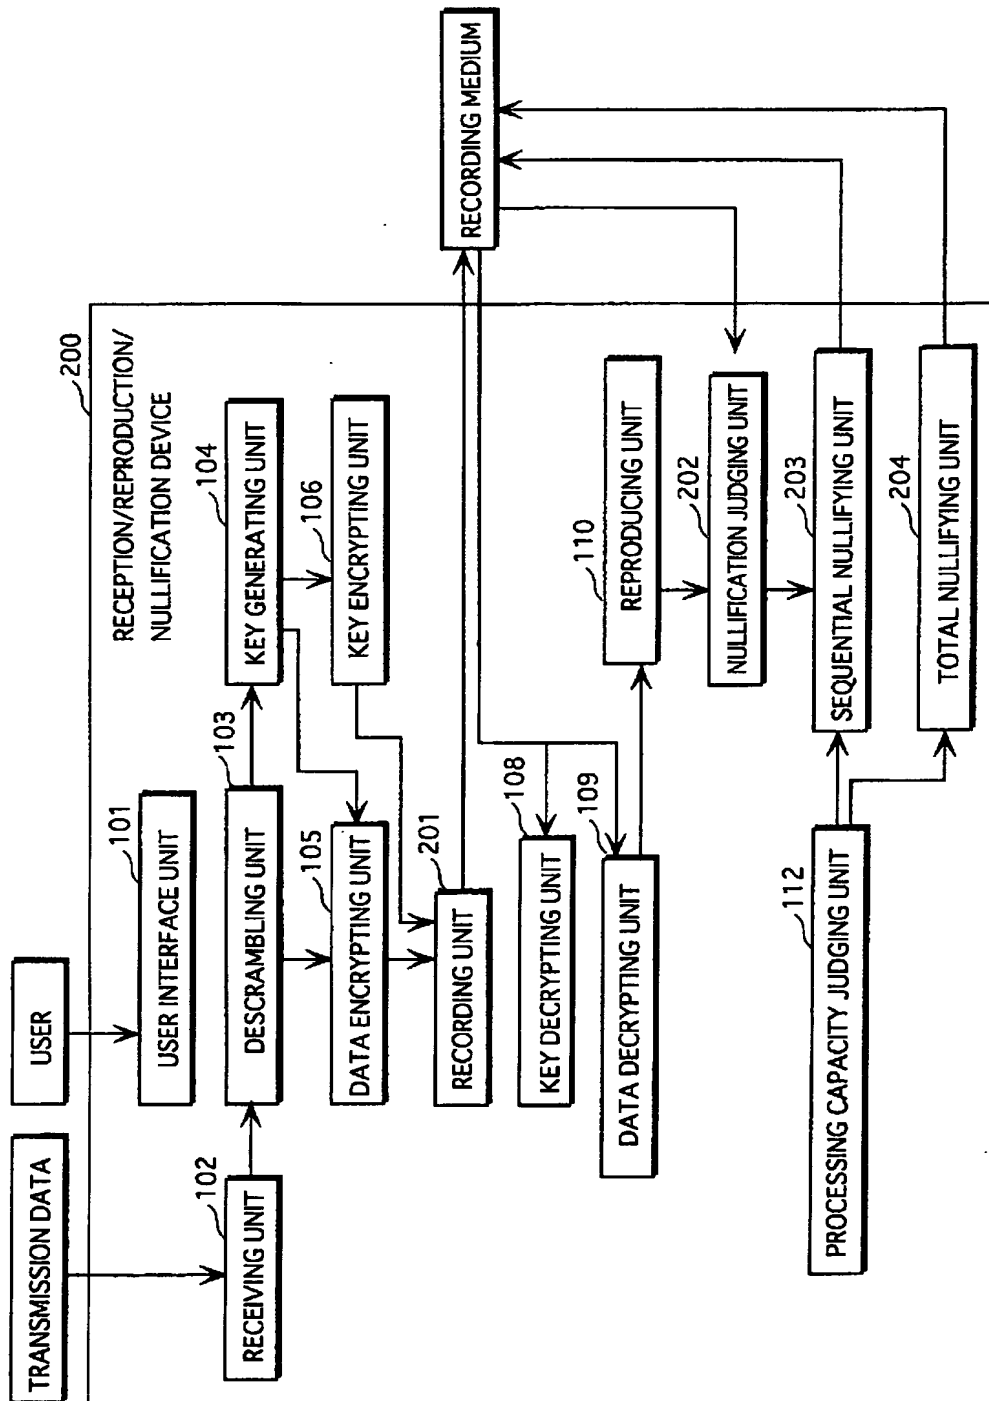 TRANSMISSION DATA
USER
200
RECEPTION/REPRODUCTION/
NULLIFICATION DEVICE
101
USER INTERFACE UNIT
102
RECEIVING UNIT
103
DESCRAMBLING UNIT
104
KEY GENERATING UNIT
105
DATA ENCRYPTING UNIT
106
KEY ENCRYPTING UNIT
201
RECORDING UNIT
RECORDING MEDIUM
108
KEY DECRYPTING UNIT
109
DATA DECRYPTING UNIT
110
REPRODUCING UNIT
202
NULLIFICATION JUDGING UNIT
112
PROCESSING CAPACITY JUDGING UNIT
203
SEQUENTIAL NULLIFYING UNIT
204
TOTAL NULLIFYING UNIT